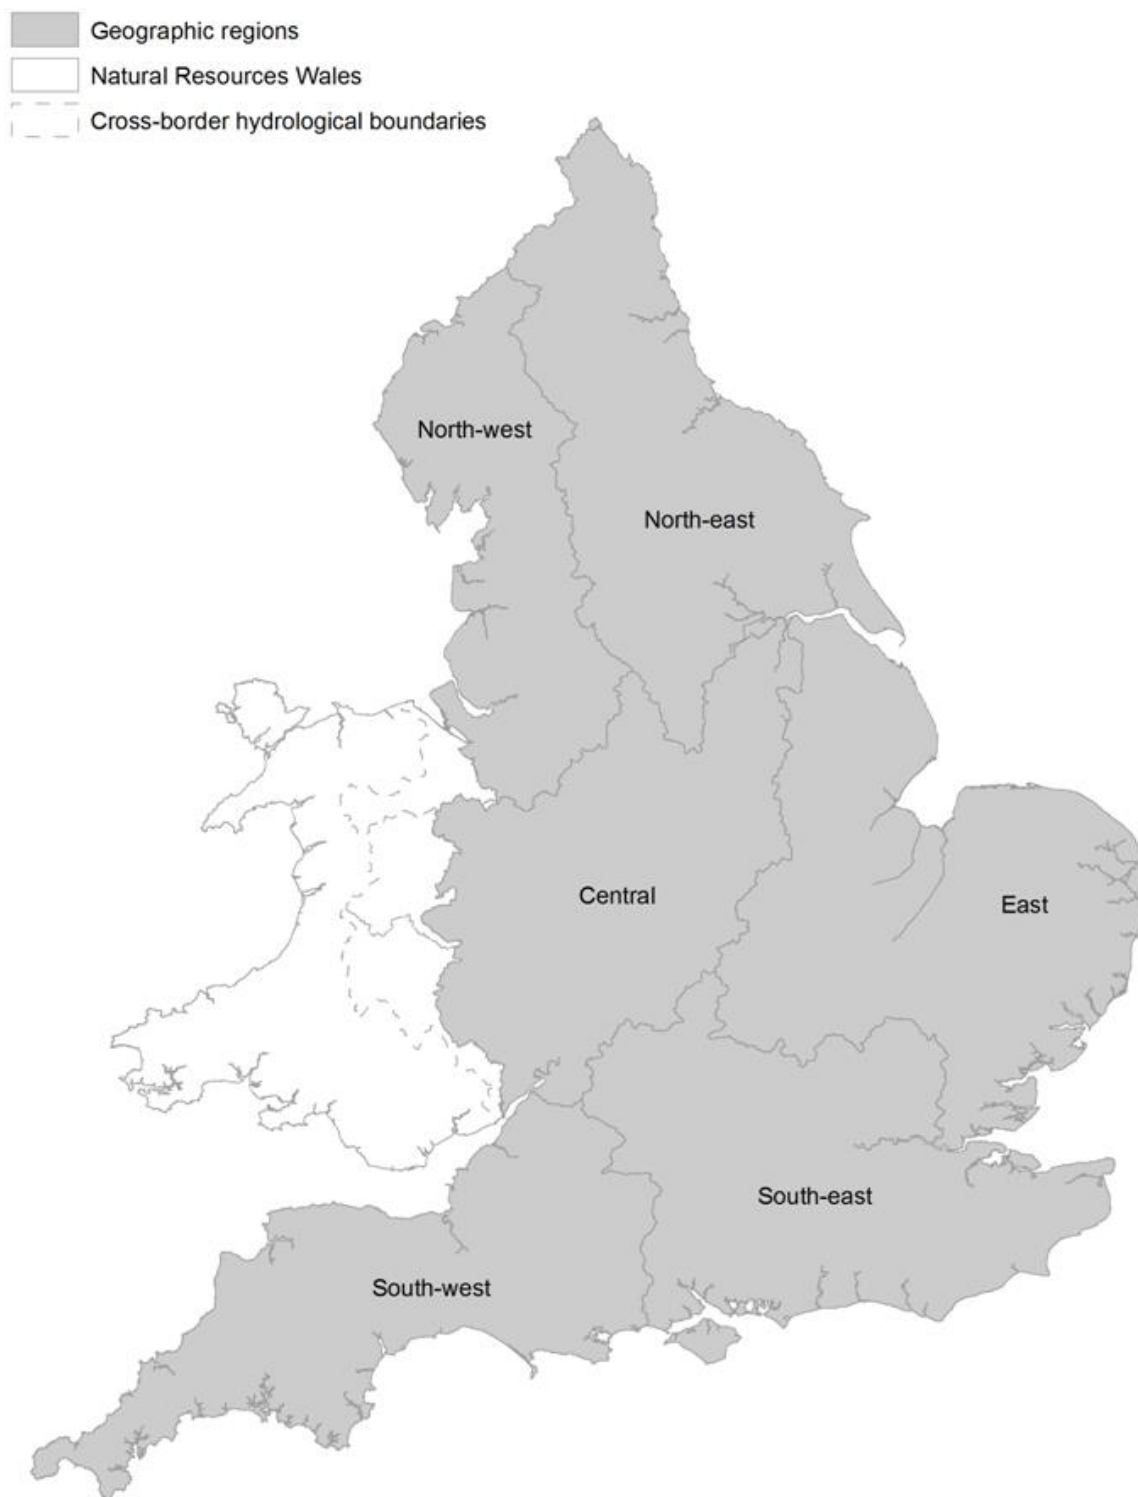 Geographic regions
Natural Resources Wales
Cross-border hydrological boundaries
North-west
North-east
Central
East
South-east
South-west